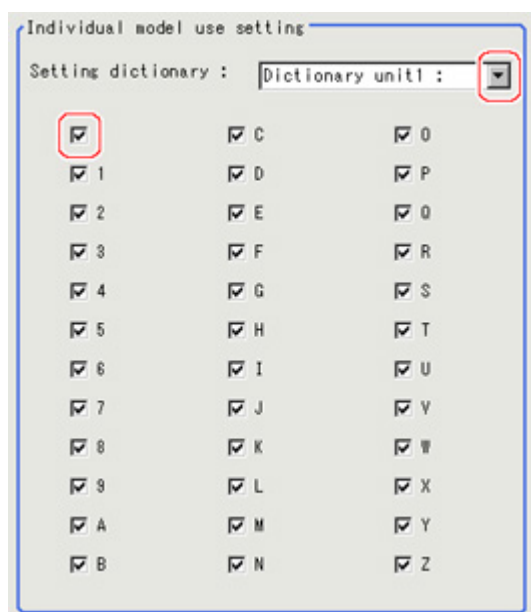 Individual model use setting
Setting dictionary : Dictionary unit1 :
C O
1 D P
2 E Q
3 F R
4 G S
5 H T
6 I U
7 J V
8 K W
9 L X
A M Y
B N Z